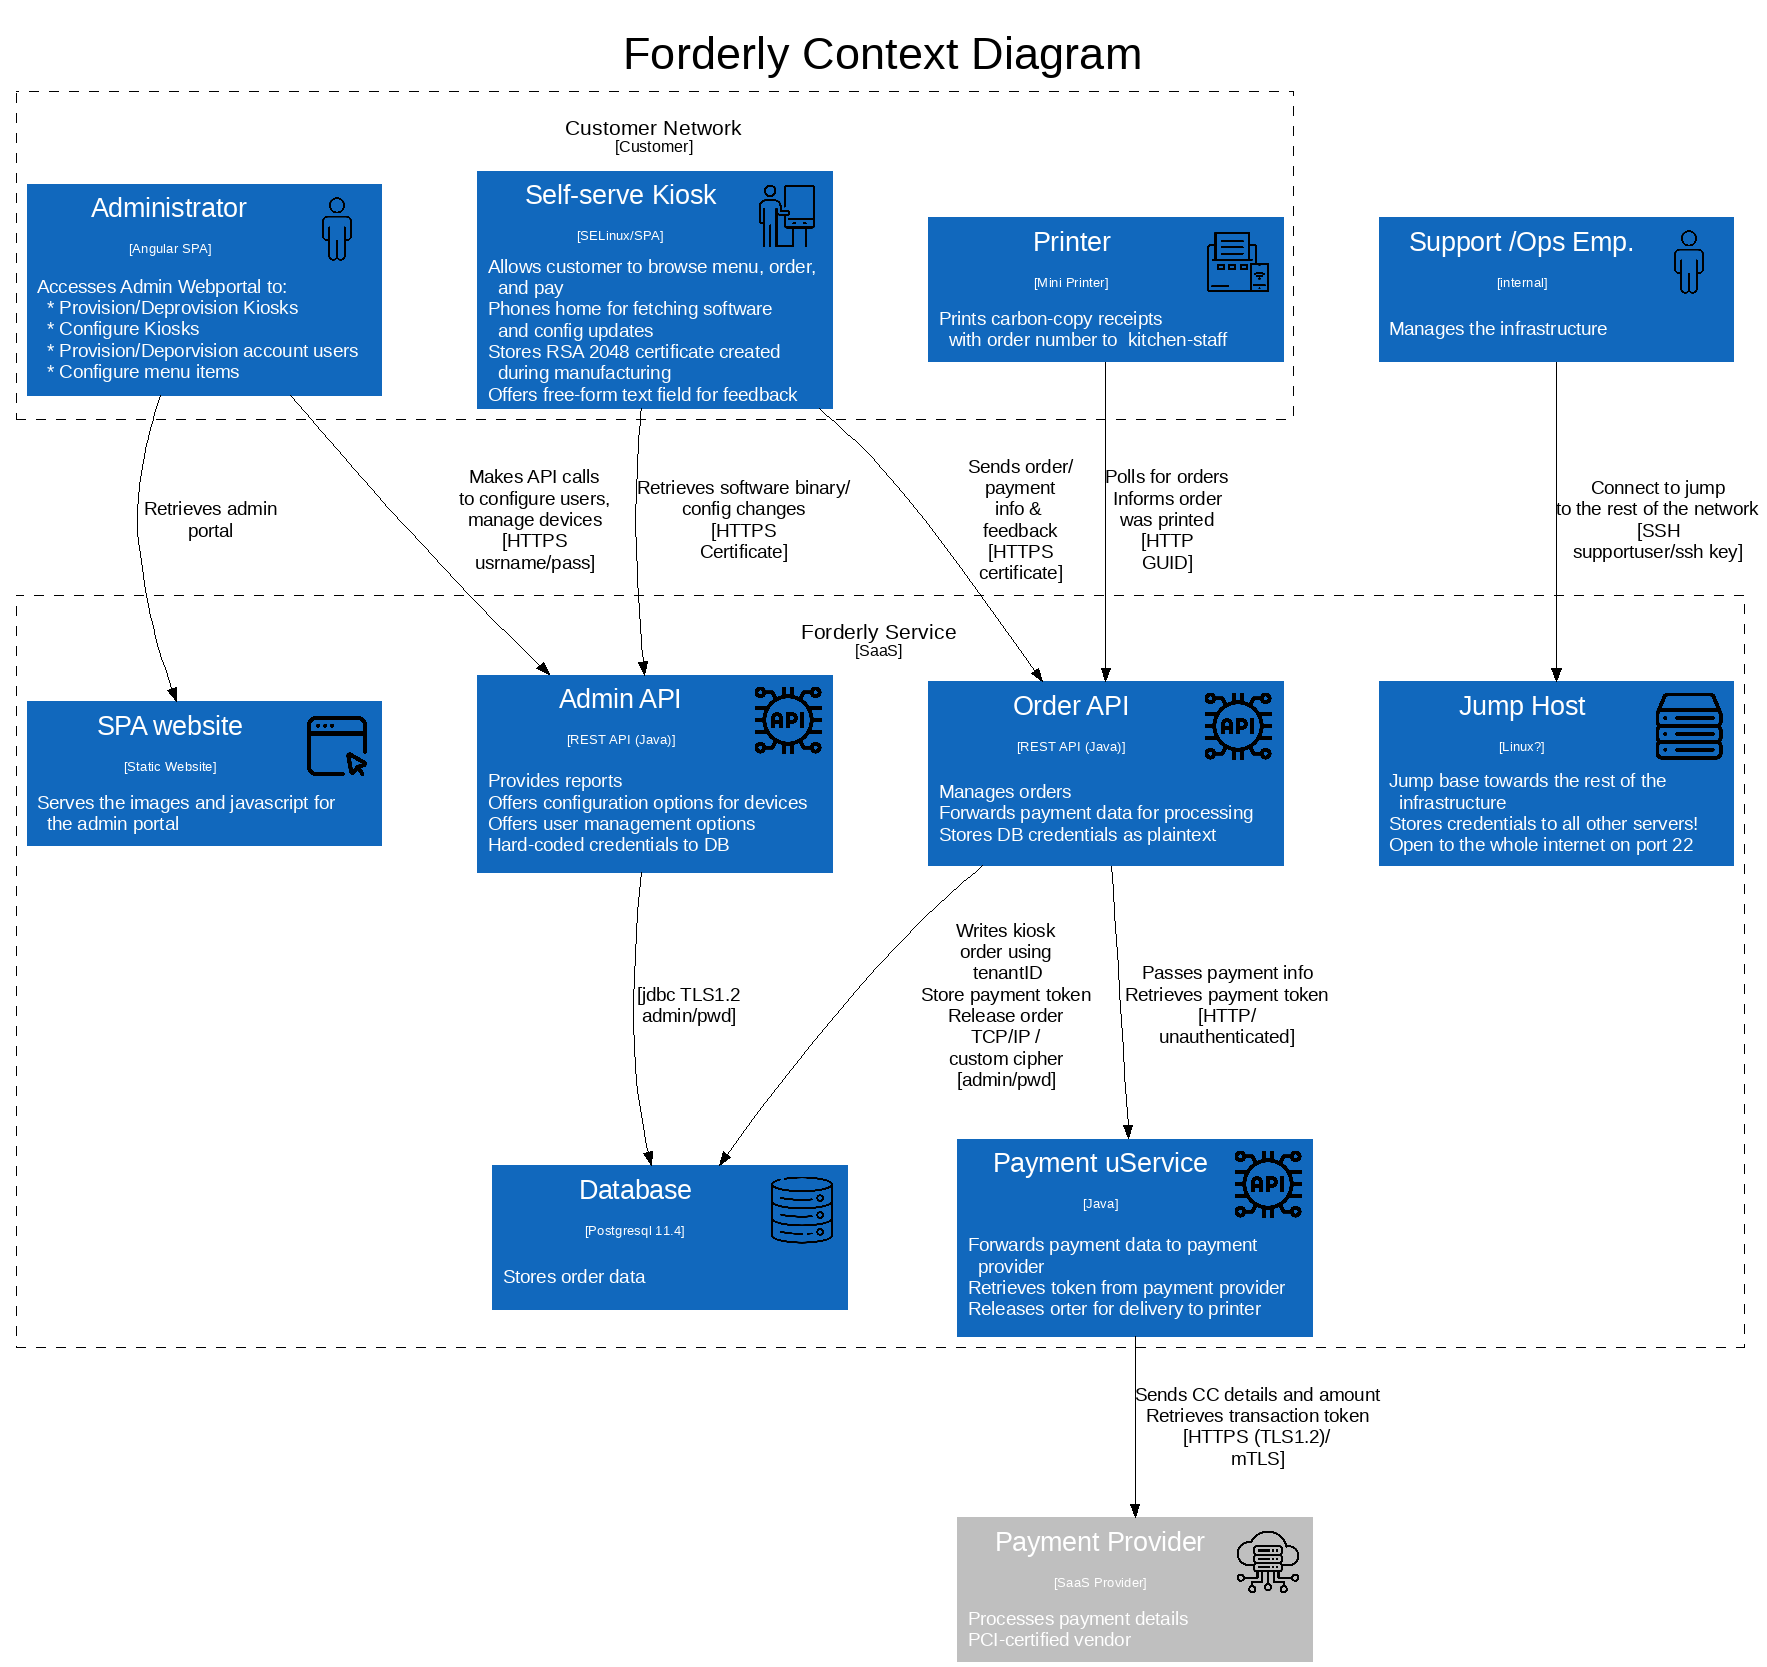 Forderly Context Diagram
Customer Network
[Customer]
Administrator
[Angular SPA]
Accesses Admin Webportal to:
* Provision/Deprovision Kiosks
* Configure Kiosks
* Provision/Deporvision account users
* Configure menu items
Self-serve Kiosk
[SELinux/SPA]
Allows customer to browse menu, order,
and pay
Phones home for fetching software
and config updates
Stores RSA 2048 certificate created
during manufacturing
Offers free-form text field for feedback
Printer
[Mini Printer]
Prints carbon-copy receipts
with order number to  kitchen-staff
Support /Ops Emp.
[internal]
Manages the infrastructure
Retrieves admin
portal
Makes API calls
to configure users,
manage devices
[HTTPS
usrname/pass]
Retrieves software binary/
config changes
[HTTPS
Certificate]
Sends order/
payment
info &
feedback
[HTTPS
certificate]
Polls for orders
Informs order
was printed
[HTTP
GUID]
Connect to jump
to the rest of the network
[SSH
supportuser/ssh key]
Forderly Service
[SaaS]
SPA website
[Static Website]
Serves the images and javascript for
the admin portal
Admin API
[REST API (Java)]
API
Provides reports
Offers configuration options for devices
Offers user management options
Hard-coded credentials to DB
Order API
[REST API (Java)]
API
Manages orders
Forwards payment data for processing
Stores DB credentials as plaintext
Jump Host
[Linux?]
Jump base towards the rest of the
infrastructure
Stores credentials to all other servers!
Open to the whole internet on port 22
[jdbc TLS1.2
admin/pwd]
Writes kiosk
order using
tenantID
Store payment token
Release order
TCP/IP /
custom cipher
[admin/pwd]
Passes payment info
Retrieves payment token
[HTTP/
unauthenticated]
Database
[Postgresql 11.4]
Stores order data
Payment uService
[Java]
API
Forwards payment data to payment
provider
Retrieves token from payment provider
Releases orter for delivery to printer
Sends CC details and amount
Retrieves transaction token
[HTTPS (TLS1.2)/
mTLS]
Payment Provider
[SaaS Provider]
Processes payment details
PCI-certified vendor